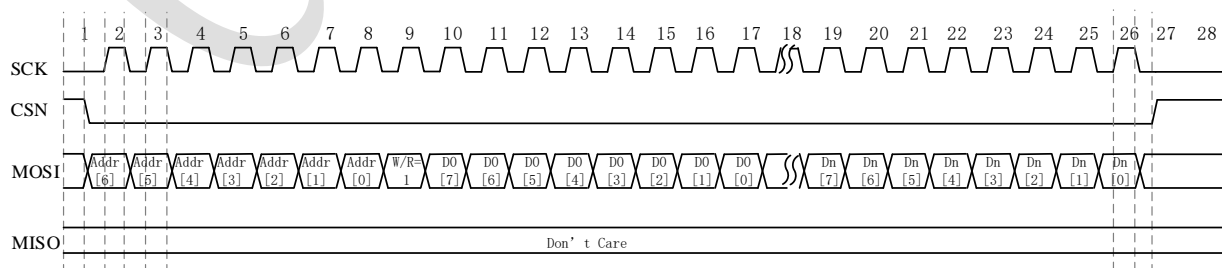 1 2 3 4 5 6 7 8 9 10 11 12 13 14 15 16 17 18 19 20 21 22 23 24 25 26 27 28
SCK
CSN
MOSI Addr Addr Addr Addr Addr Addr Addr W/R= D0 D0 D0 D0 D0 D0 D0 D0 Dn Dn Dn Dn Dn Dn Dn Dn
[6] [5] [4] [3] [2] [1] [0] 1 [7] [6] [5] [4] [3] [2] [1] [0] [7] [6] [5] [4] [3] [2] [1] [0]
MISO Don't Care